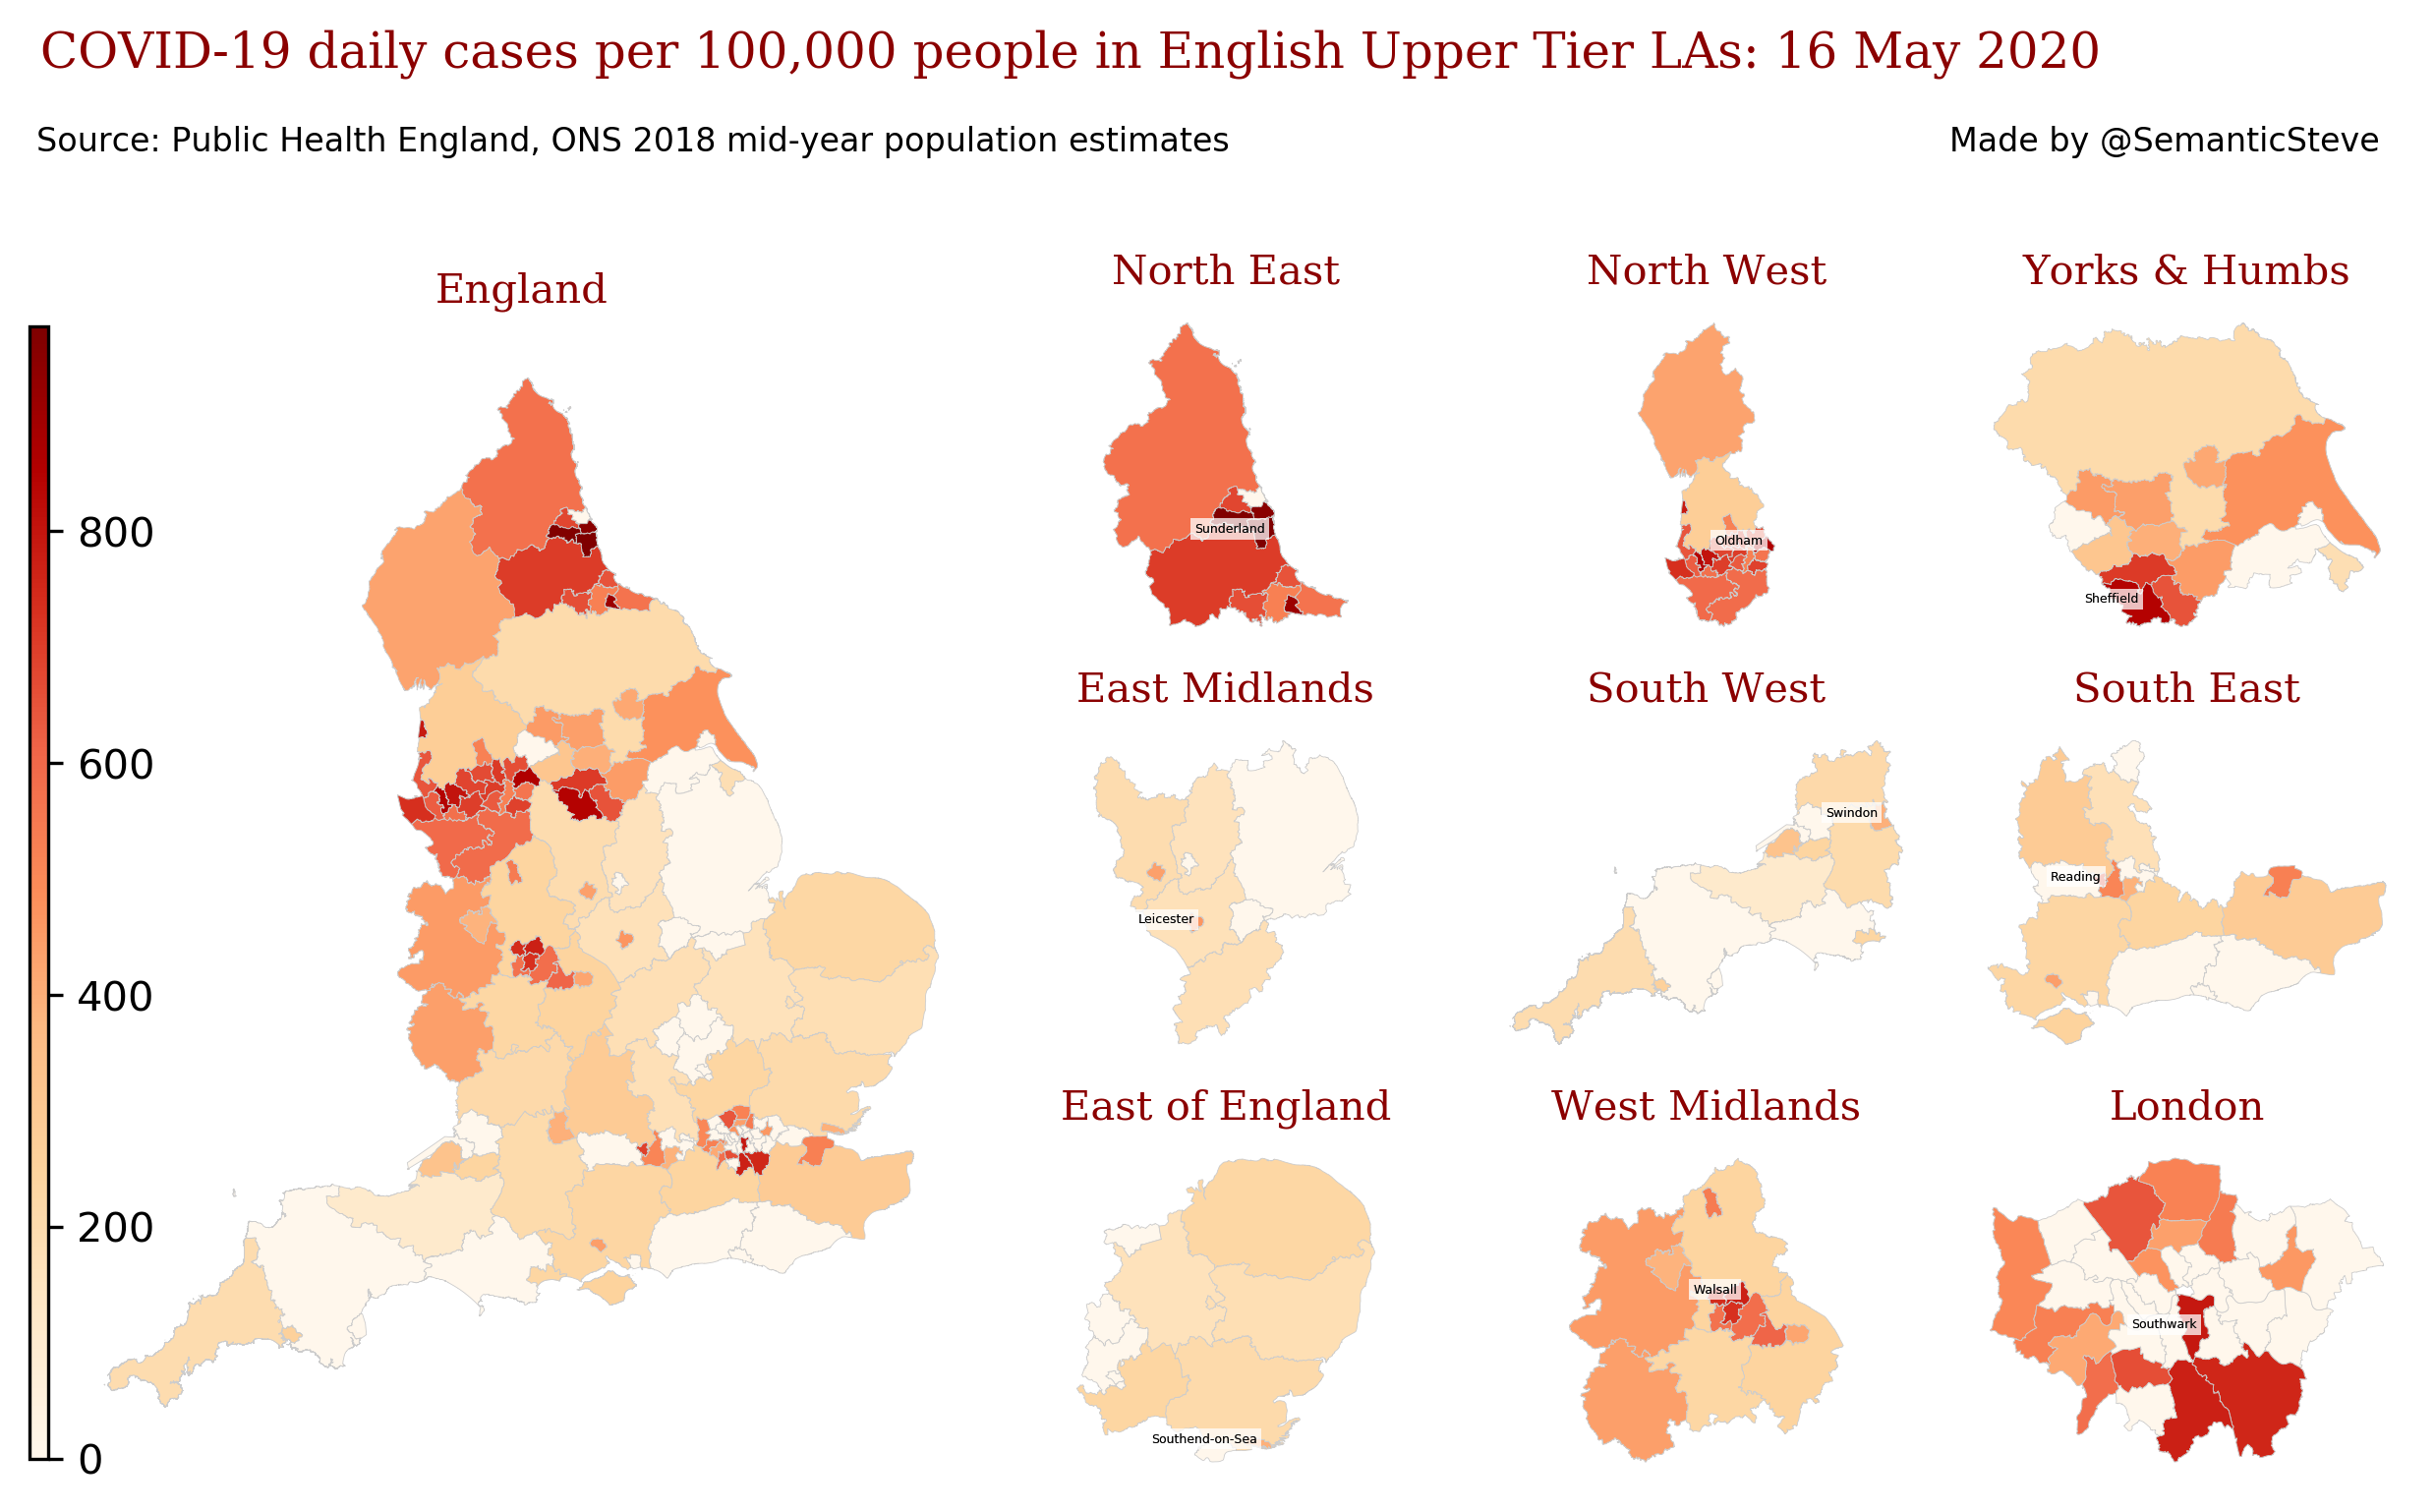 COVID-19 daily cases per 100,000 people in English Upper Tier LAs: 16 May 2020
Source: Public Health England, ONS 2018 mid-year population estimates
Made by @SemanticSteve
England
800
600
400
200
0
North East
Sunderland
North West
Oldham
Yorks & Humbs
Sheffield
East Midlands
Leicester
South West
Swindon
South East
Reading
East of England
Southend-on-Sea
West Midlands
Walsall
London
Southwark